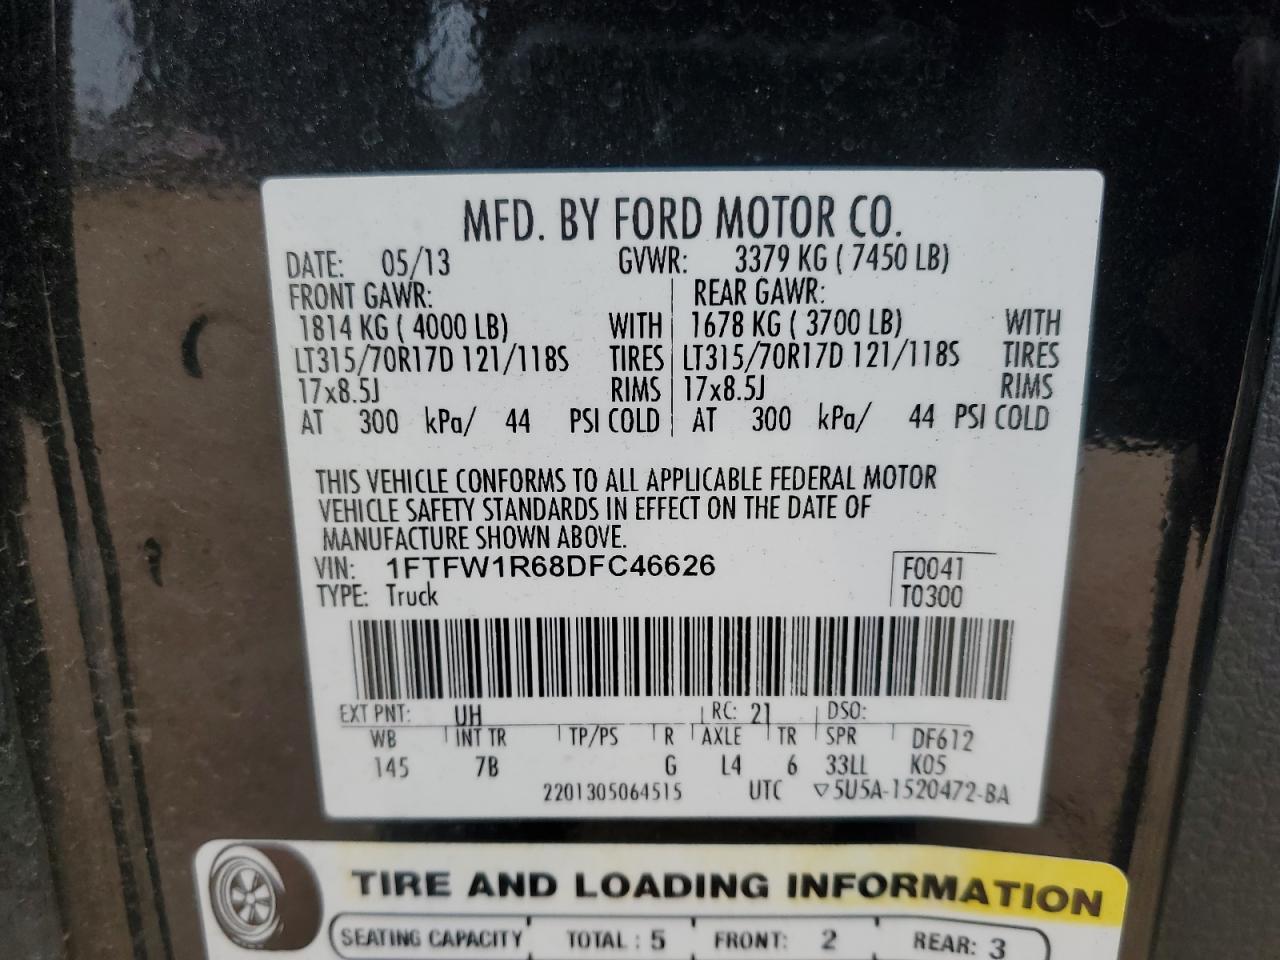 MFD. BY FORD MOTOR CO.
DATE: 05/13 GVWR: 3379 KG ( 7450 LB)
FRONT GAWR: REAR GAWR:
1814 KG ( 4000 LB) WITH 1678 KG ( 3700 LB) WITH
LT315/70R17D 121/118S TIRES LT315/70R17D 121/118S TIRES
17x8.5J RIMS 17x8.5J RIMS
AT 300 kPa/ 44 PSI COLD AT 300 kPa/ 44 PSI COLD
THIS VEHICLE CONFORMS TO ALL APPLICABLE FEDERAL MOTOR
VEHICLE SAFETY STANDARDS IN EFFECT ON THE DATE OF
MANUFACTURE SHOWN ABOVE.
VIN: 1FTFW1R68DFC46626 F0041
TYPE: Truck T0300
EXT PNT: UH RC: 21 DSO:
WB INT TR TP/PS R AXLE TR SPR DF612
145 7B G L4 6 33LL K05
2201305064515 UTC ▽5U5A-1520472-BA
TIRE AND LOADING INFORMATION
SEATING CAPACITY TOTAL : 5 FRONT: 2 REAR: 3